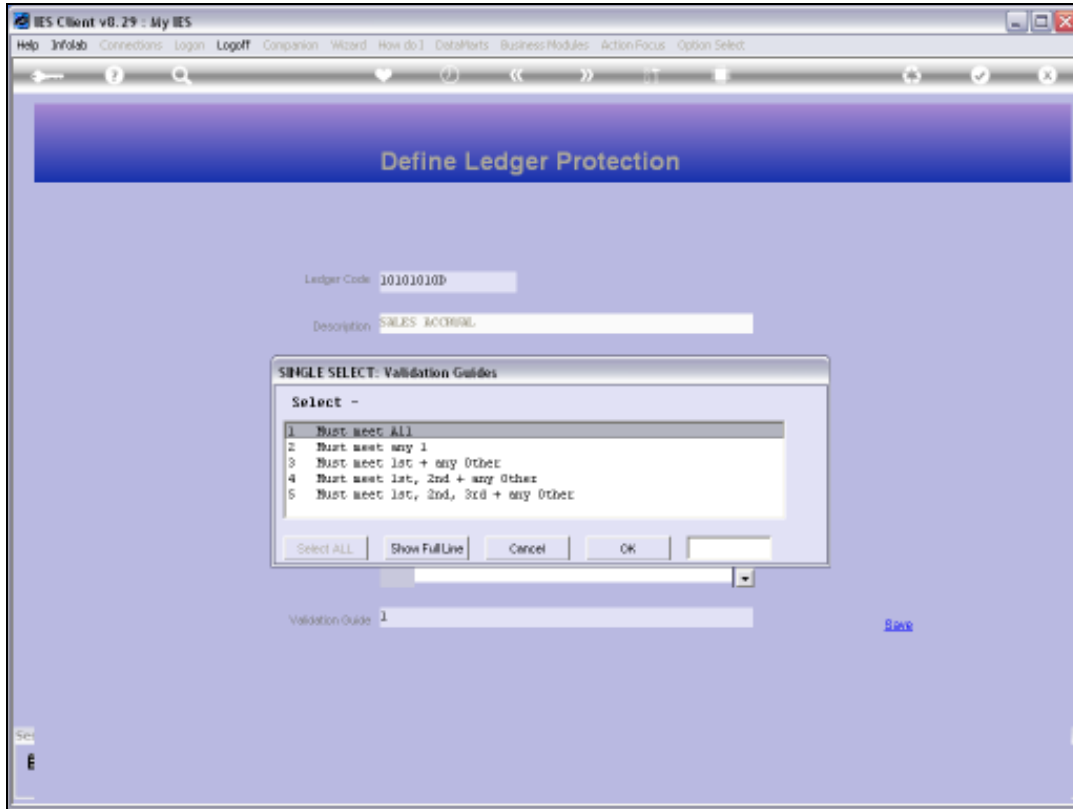 IES Client v8.29 : My IES
Help Infolab Connections Logon Logoff Companion Wizard How do I DataMarts Business Modules Action Focus Option Select
Define Ledger Protection
Ledger Code 10101010D
Description SALES ACCRUAL
SINGLE SELECT: Validation Guides
Select -
1 Must meet All
2 Must meet any 1
3 Must meet 1st + any Other
4 Must meet 1st, 2nd + any Other
5 Must meet 1st, 2nd, 3rd + any Other
Select ALL Show Full Line Cancel OK
Validation Guide 1
Save